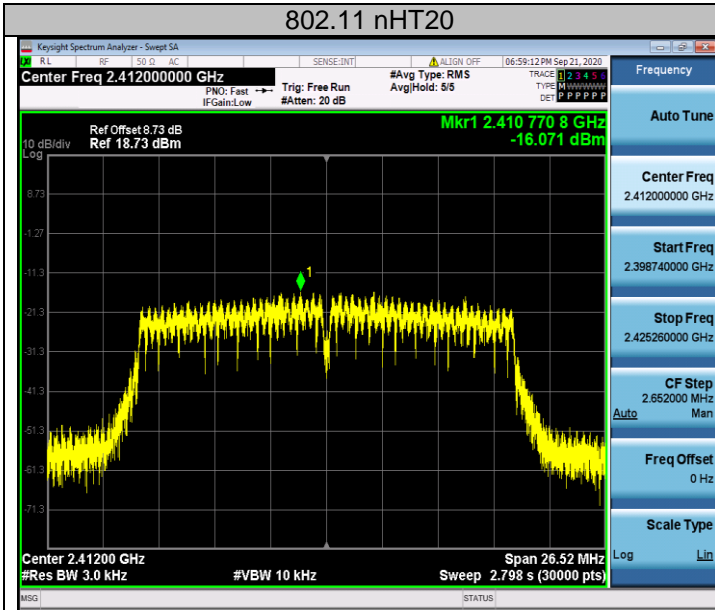 802.11 nHT20
Keysight Spectrum Analyzer - Swept SA
RL RF 50 Ω AC SENSE:INT ALIGN OFF 06:59:12 PM Sep 21, 2020
Center Freq 2.412000000 GHz
PNO: Fast
IFGain:Low
Trig: Free Run
#Atten: 20 dB
#Avg Type: RMS
Avg|Hold: 5/5
TRACE 1 2 3 4 5 6
TYPE M WWWWW
DET P P P P P P
Frequency
Auto Tune
Center Freq
2.412000000 GHz
Start Freq
2.398740000 GHz
Stop Freq
2.425260000 GHz
CF Step
2.652000 MHz
Auto Man
Freq Offset
0 Hz
Scale Type
Log Lin
Mkr1 2.410 770 8 GHz
-16.071 dBm
Ref Offset 8.73 dB
10 dB/div Ref 18.73 dBm
Log
8.73
-1.27
-11.3
1
-21.3
-31.3
-41.3
-51.3
-61.3
-71.3
Center 2.41200 GHz Span 26.52 MHz
#Res BW 3.0 kHz #VBW 10 kHz Sweep 2.798 s (30000 pts)
MSG STATUS